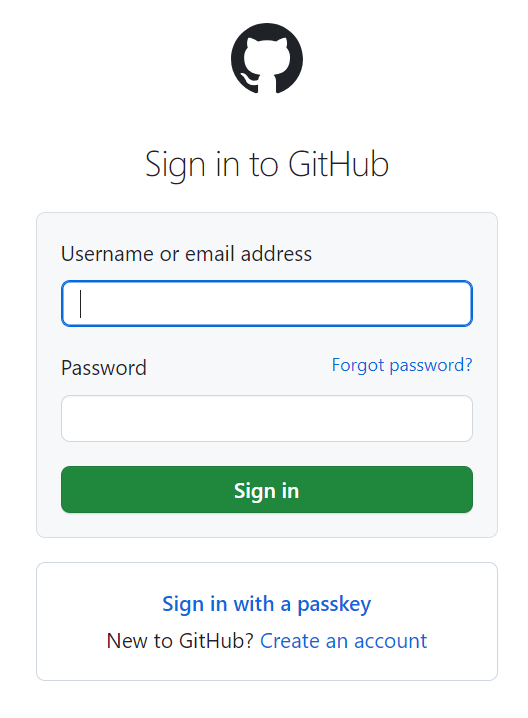 Sign in to GitHub
Username or email address
Password
Forgot password?
Sign in
Sign in with a passkey
New to GitHub? Create an account